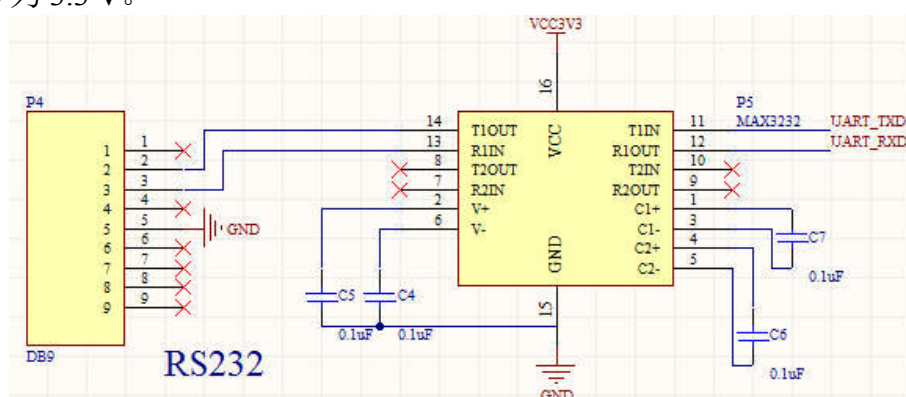 为 3.3 V。
VCC3V3
16
P4
P5
MAX3232
1 1
2 2
3 3
4 4
5 5
6 6
7 7
8 8
9 9
DB9
GND
14 T1OUT
13 R1IN
8 T2OUT
7 R2IN
2 V+
6 V-
VCC
GND
T1IN 11 UART_TXD
R1OUT 12 UART_RXD
T2IN 10
R2OUT 9
C1+ 1
C1- 3
C2+ 4
C2- 5
C7
0.1uF
C5
0.1uF
C4
0.1uF
15
C6
0.1uF
RS232
GND